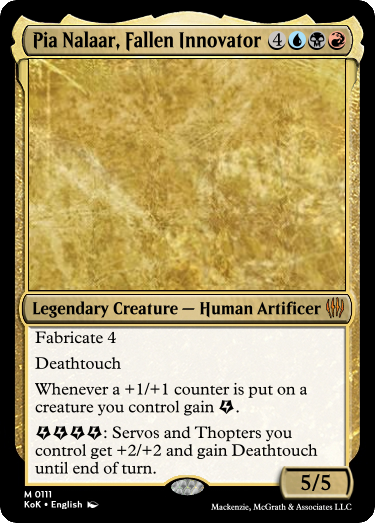 Pia Nalaar, Fallen Innovator 4
Legendary Creature — Human Artificer
Fabricate 4
Deathtouch
Whenever a +1/+1 counter is put on a
creature you control gain .
: Servos and Thopters you
control get +2/+2 and gain Deathtouch
until end of turn.
5/5
M 0111
KoK • English
Mackenzie, McGrath & Associates LLC